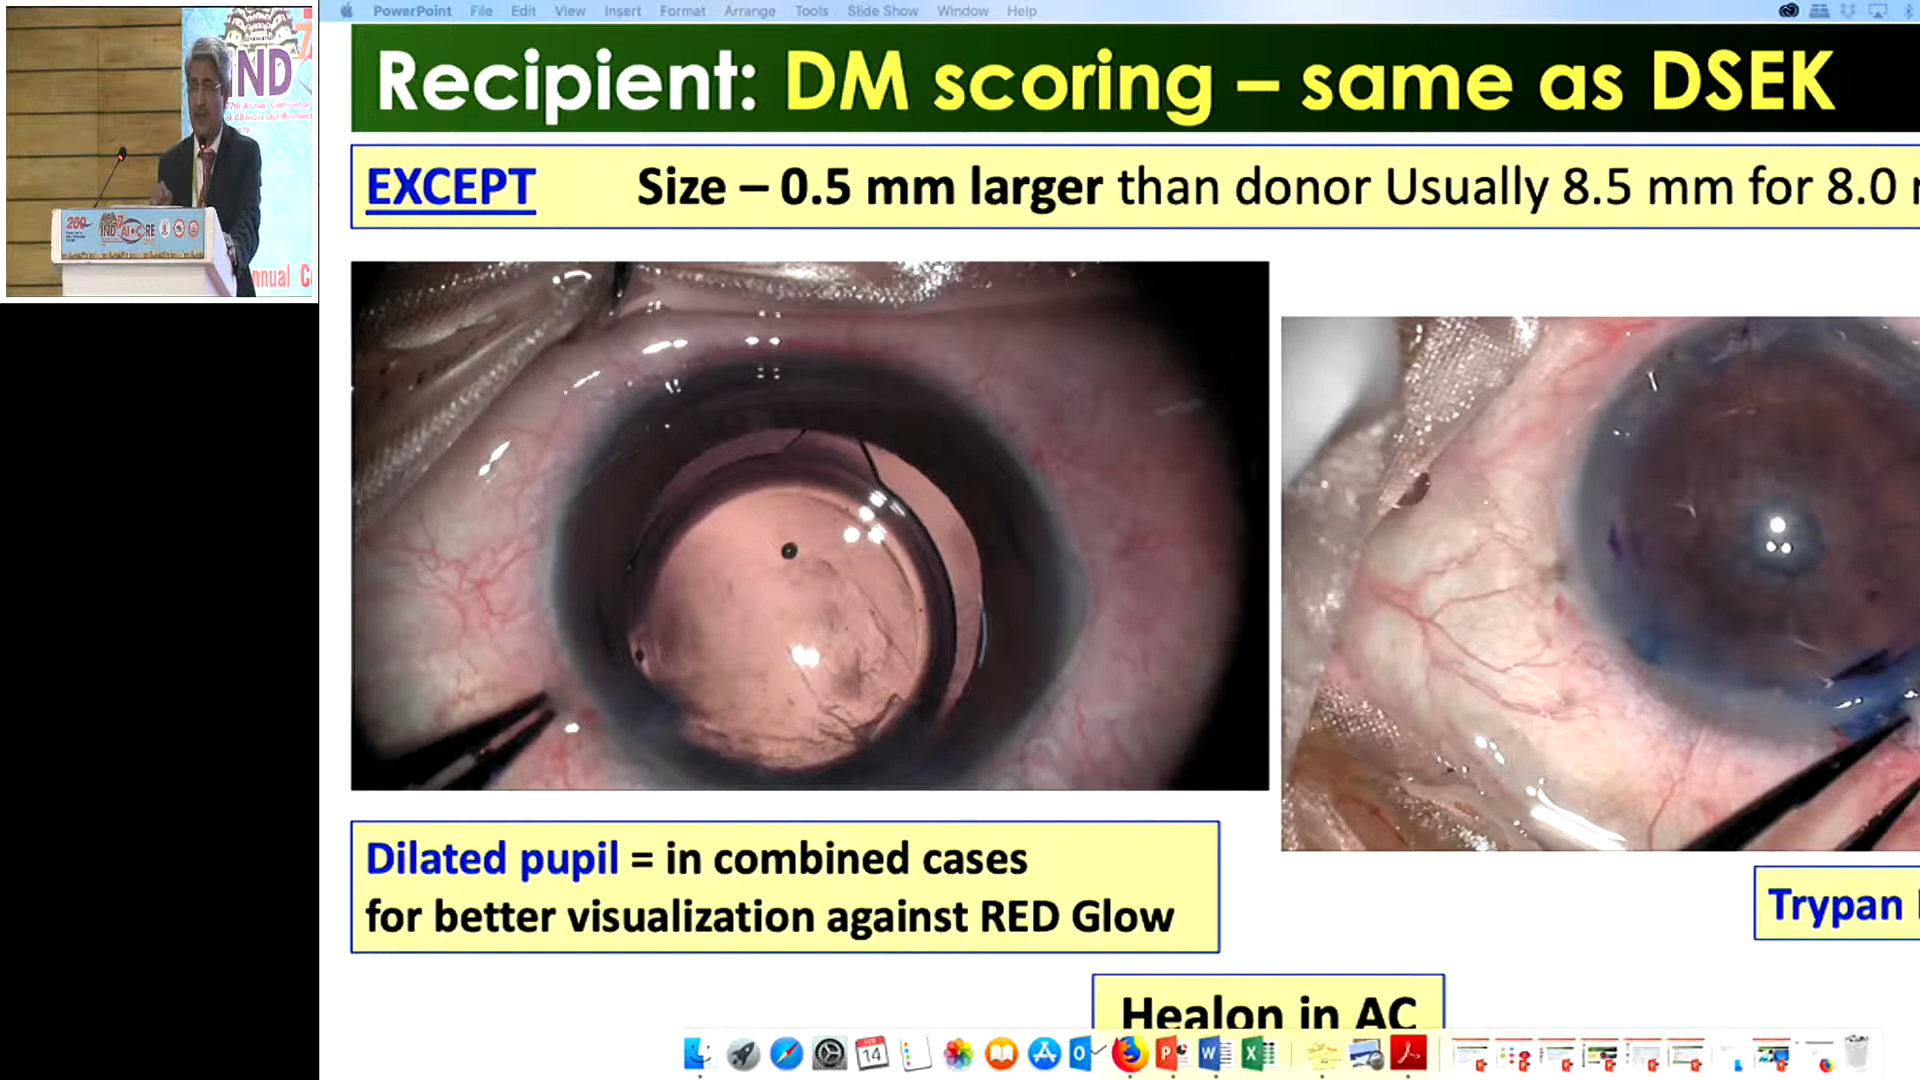 PowerPoint File Edit View Insert Format Arrange Tools Slide Show Window Help
Recipient: DM scoring – same as DSEK
EXCEPT Size – 0.5 mm larger than donor Usually 8.5 mm for 8.0
Dilated pupil = in combined cases
for better visualization against RED Glow
Trypan
Healon in AC
IND
nnual C
14